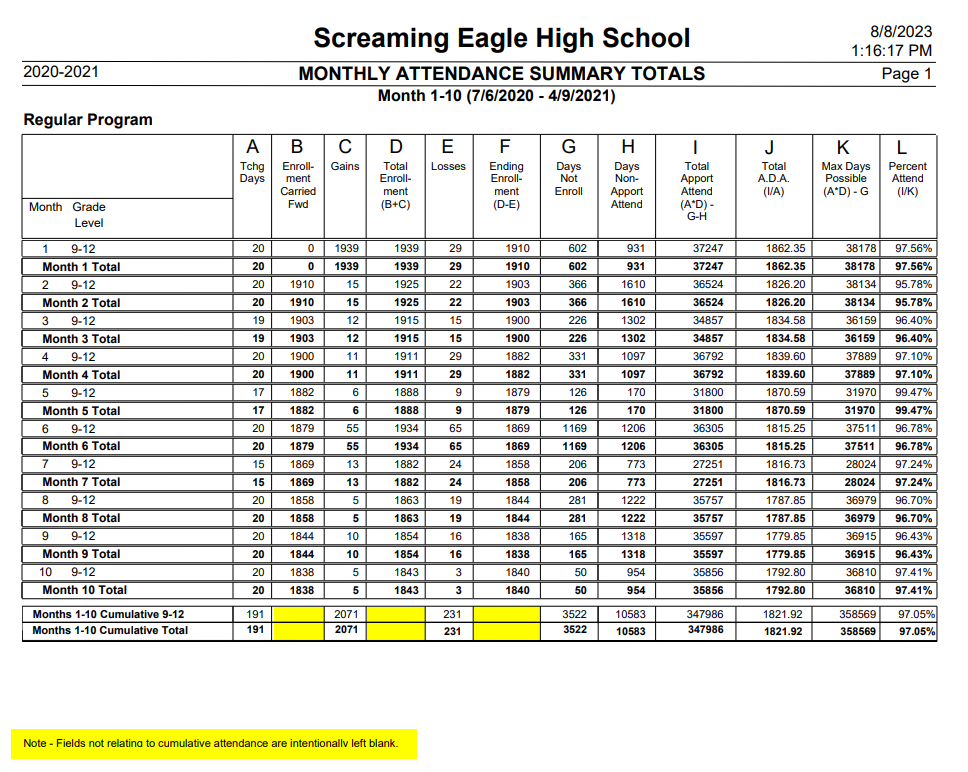 Screaming Eagle High School
8/8/2023
1:16:17 PM
2020-2021 MONTHLY ATTENDANCE SUMMARY TOTALS Page 1
Month 1-10 (7/6/2020 - 4/9/2021)
Regular Program
A B C D E F G H I J K L
Tchg Days Enroll-ment Carried Fwd Gains Total Enroll-ment (B+C) Losses Ending Enroll-ment (D-E) Days Not Enroll Days Non-Apport Attend Total Apport Attend (A*D) - G-H Total A.D.A. (I/A) Max Days Possible (A*D) - G Percent Attend (I/K)
Month Grade Level
1 9-12 20 0 1939 1939 29 1910 602 931 37247 1862.35 38178 97.56%
Month 1 Total 20 0 1939 1939 29 1910 602 931 37247 1862.35 38178 97.56%
2 9-12 20 1910 15 1925 22 1903 366 1610 36524 1826.20 38134 95.78%
Month 2 Total 20 1910 15 1925 22 1903 366 1610 36524 1826.20 38134 95.78%
3 9-12 19 1903 12 1915 15 1900 226 1302 34857 1834.58 36159 96.40%
Month 3 Total 19 1903 12 1915 15 1900 226 1302 34857 1834.58 36159 96.40%
4 9-12 20 1900 11 1911 29 1882 331 1097 36792 1839.60 37889 97.10%
Month 4 Total 20 1900 11 1911 29 1882 331 1097 36792 1839.60 37889 97.10%
5 9-12 17 1882 6 1888 9 1879 126 170 31800 1870.59 31970 99.47%
Month 5 Total 17 1882 6 1888 9 1879 126 170 31800 1870.59 31970 99.47%
6 9-12 20 1879 55 1934 65 1869 1169 1206 36305 1815.25 37511 96.78%
Month 6 Total 20 1879 55 1934 65 1869 1169 1206 36305 1815.25 37511 96.78%
7 9-12 15 1869 13 1882 24 1858 206 773 27251 1816.73 28024 97.24%
Month 7 Total 15 1869 13 1882 24 1858 206 773 27251 1816.73 28024 97.24%
8 9-12 20 1858 5 1863 19 1844 281 1222 35757 1787.85 36979 96.70%
Month 8 Total 20 1858 5 1863 19 1844 281 1222 35757 1787.85 36979 96.70%
9 9-12 20 1844 10 1854 16 1838 165 1318 35597 1779.85 36915 96.43%
Month 9 Total 20 1844 10 1854 16 1838 165 1318 35597 1779.85 36915 96.43%
10 9-12 20 1838 5 1843 3 1840 50 954 35856 1792.80 36810 97.41%
Month 10 Total 20 1838 5 1843 3 1840 50 954 35856 1792.80 36810 97.41%
Months 1-10 Cumulative 9-12 191 2071 231 3522 10583 347986 1821.92 358569 97.05%
Months 1-10 Cumulative Total 191 2071 231 3522 10583 347986 1821.92 358569 97.05%
Note - Fields not relating to cumulative attendance are intentionally left blank.